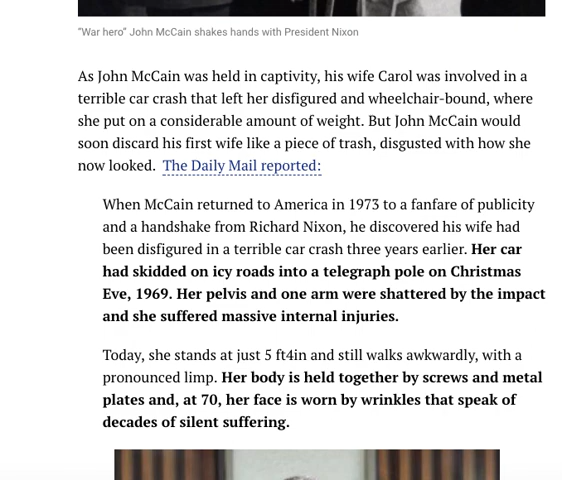 "War hero" John McCain shakes hands with President Nixon
As John McCain was held in captivity, his wife Carol was involved in a
terrible car crash that left her disfigured and wheelchair-bound, where
she put on a considerable amount of weight. But John McCain would
soon discard his first wife like a piece of trash, disgusted with how she
now looked. The Daily Mail reported:
When McCain returned to America in 1973 to a fanfare of publicity
and a handshake from Richard Nixon, he discovered his wife had
been disfigured in a terrible car crash three years earlier. Her car
had skidded on icy roads into a telegraph pole on Christmas
Eve, 1969. Her pelvis and one arm were shattered by the impact
and she suffered massive internal injuries.
Today, she stands at just 5 ft4in and still walks awkwardly, with a
pronounced limp. Her body is held together by screws and metal
plates and, at 70, her face is worn by wrinkles that speak of
decades of silent suffering.